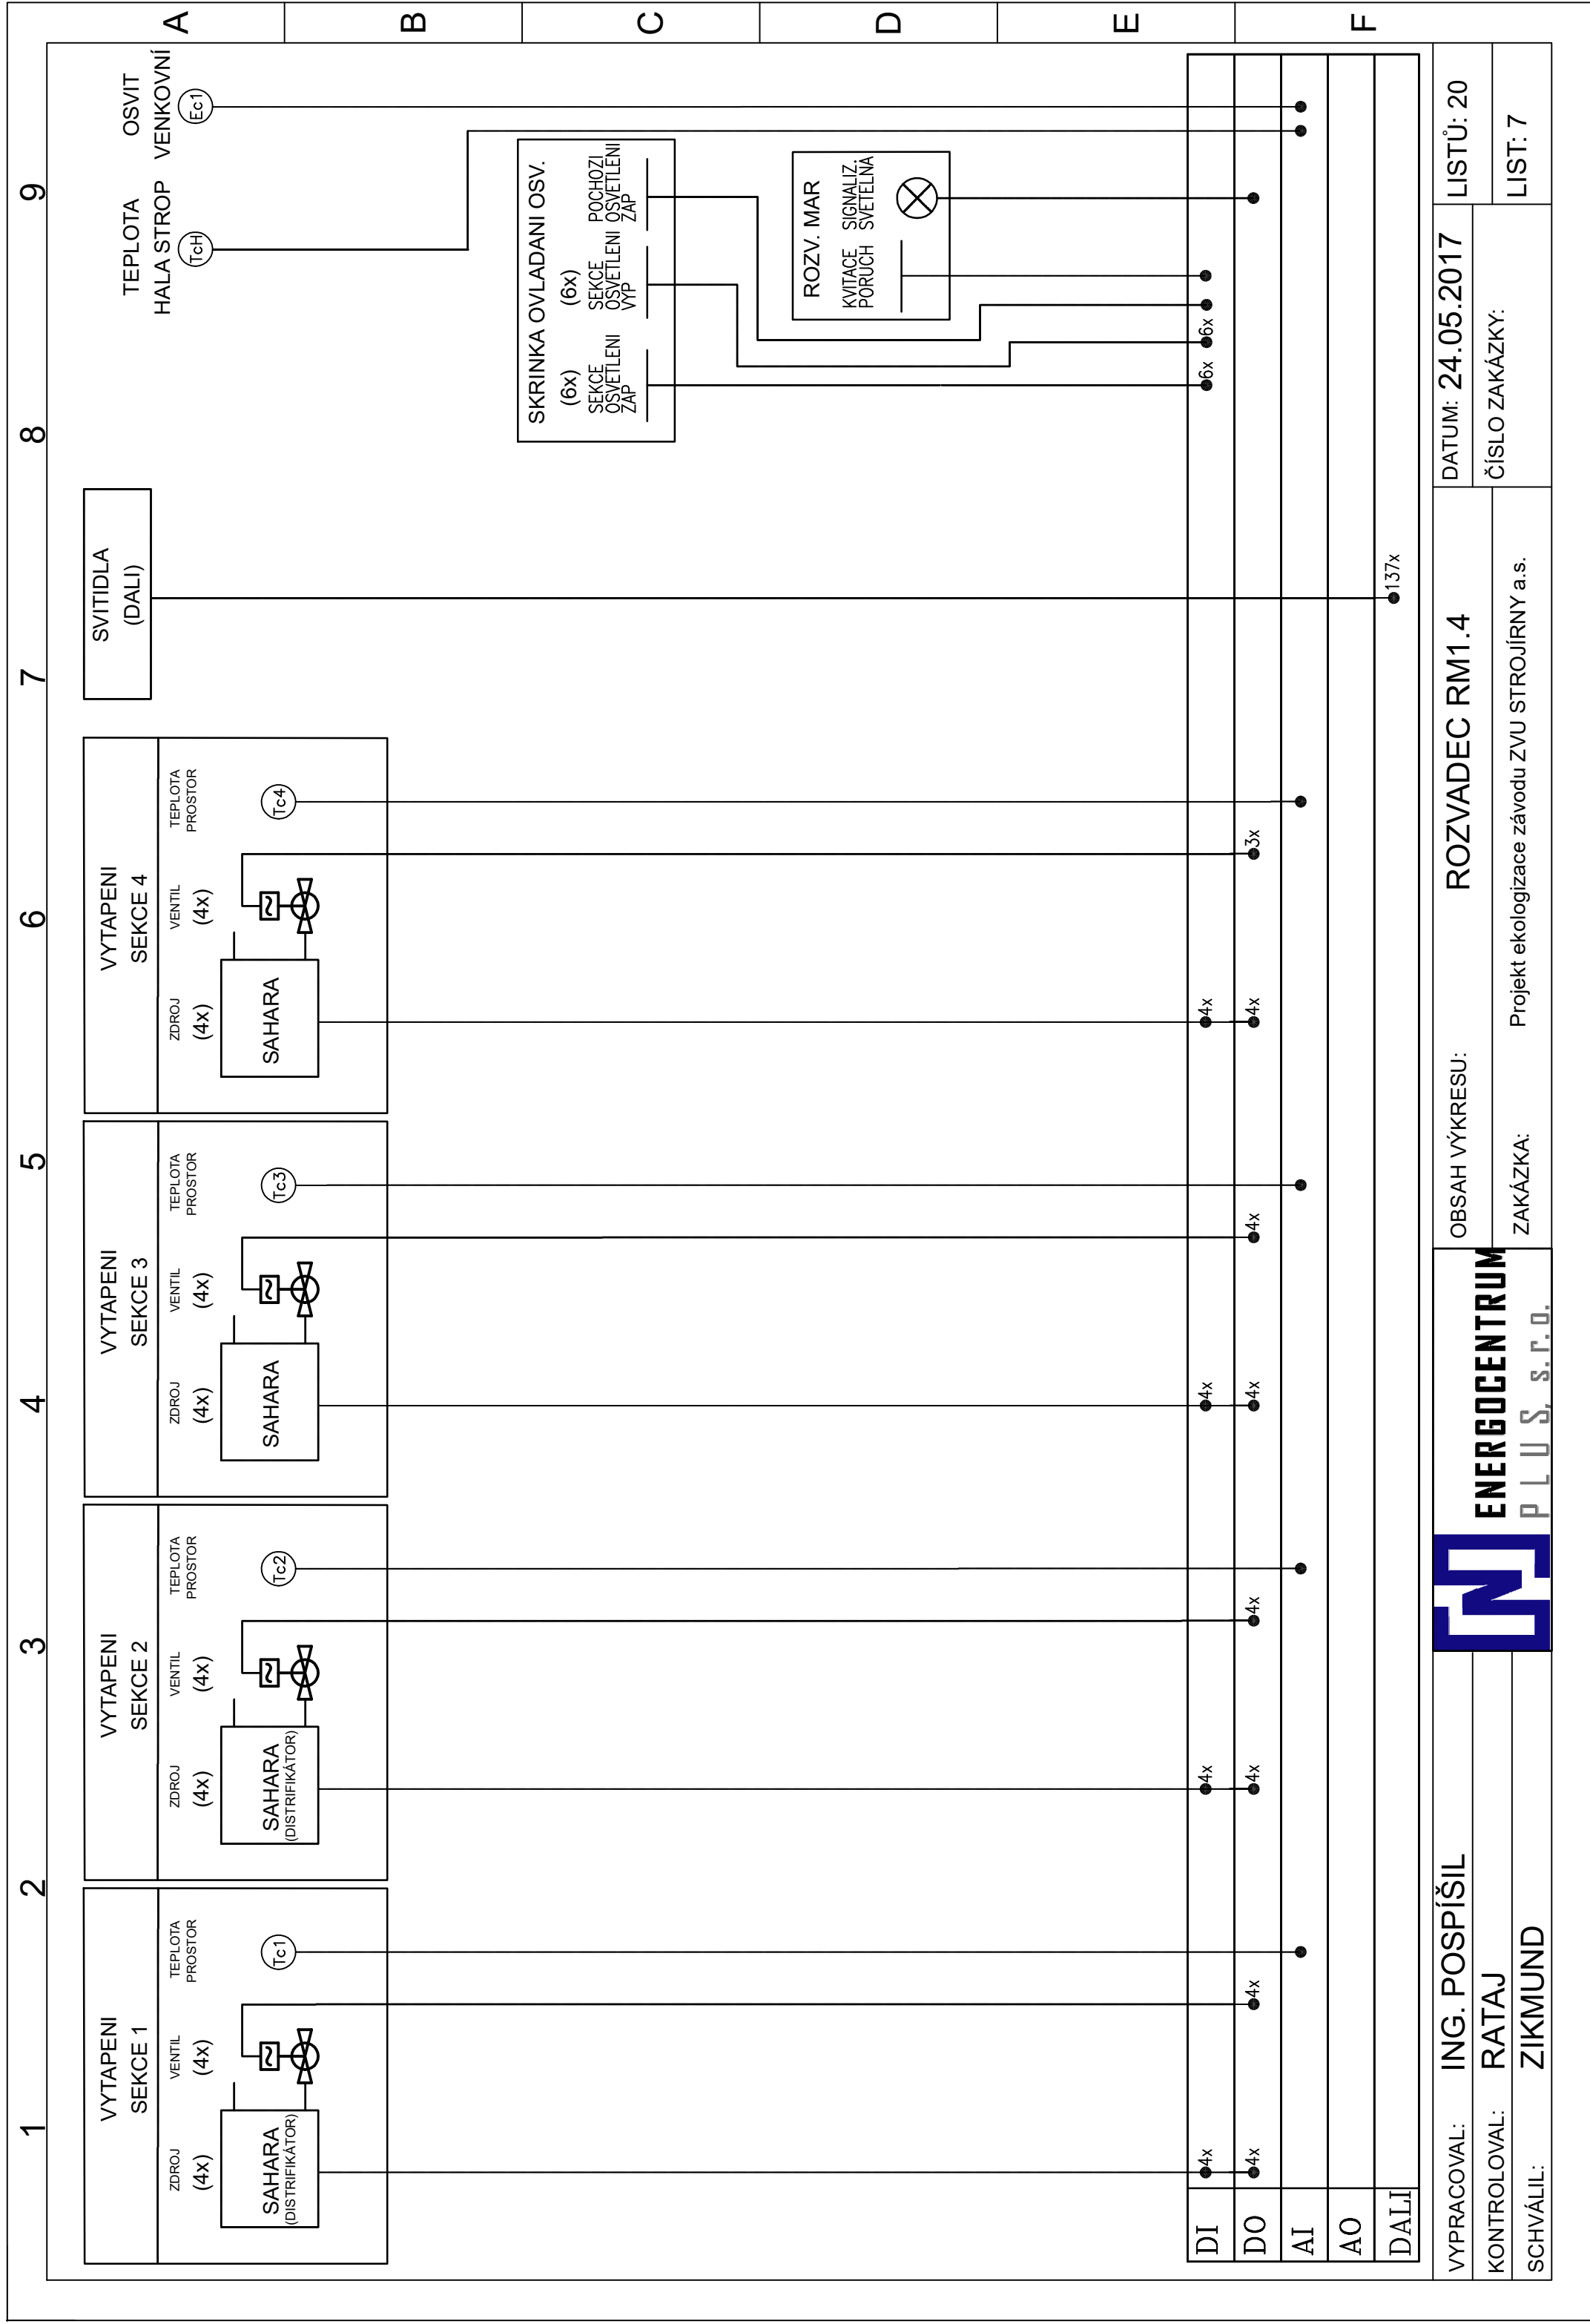 1 2 3 4 5 6 7 8 9
A
B
C
D
E
F
VYTAPENI
SEKCE 1
ZDROJ
(4x)
VENTIL
(4x)
TEPLOTA
PROSTOR
SAHARA
(DISTRIFIKÁTOR)
Tc1
VYTAPENI
SEKCE 2
ZDROJ
(4x)
VENTIL
(4x)
TEPLOTA
PROSTOR
SAHARA
(DISTRIFIKÁTOR)
Tc2
VYTAPENI
SEKCE 3
ZDROJ
(4x)
VENTIL
(4x)
TEPLOTA
PROSTOR
SAHARA
Tc3
VYTAPENI
SEKCE 4
ZDROJ
(4x)
VENTIL
(4x)
TEPLOTA
PROSTOR
SAHARA
Tc4
SVITIDLA
(DALI)
TEPLOTA
HALA STROP
TcH
OSVIT
VENKOVNÍ
Ec1
SKRINKA OVLADANI OSV.
(6x)
SEKCE
OSVETLENI
ZAP
(6x)
SEKCE
OSVETLENI
VYP
POCHOZI
OSVETLENI
ZAP
ROZV. MAR
KVITACE
PORUCH
SIGNALIZ.
SVETELNA
DI
4x 4x 4x 4x 6x 6x
DO
4x 4x 4x 4x 4x 4x 4x 3x
AI
AO
DALI
137x
VYPRACOVAL: ING. POSPÍŠIL
KONTROLOVAL: RATAJ
SCHVÁLIL: ZIKMUND
ENERGOCENTRUM
PLUS, s.r.o.
OBSAH VÝKRESU: ROZVADEC RM1.4
ZAKÁZKA: Projekt ekologizace závodu ZVU STROJÍRNY a.s.
DATUM: 24.05.2017
ČÍSLO ZAKÁZKY:
LISTŮ: 20
LIST: 7